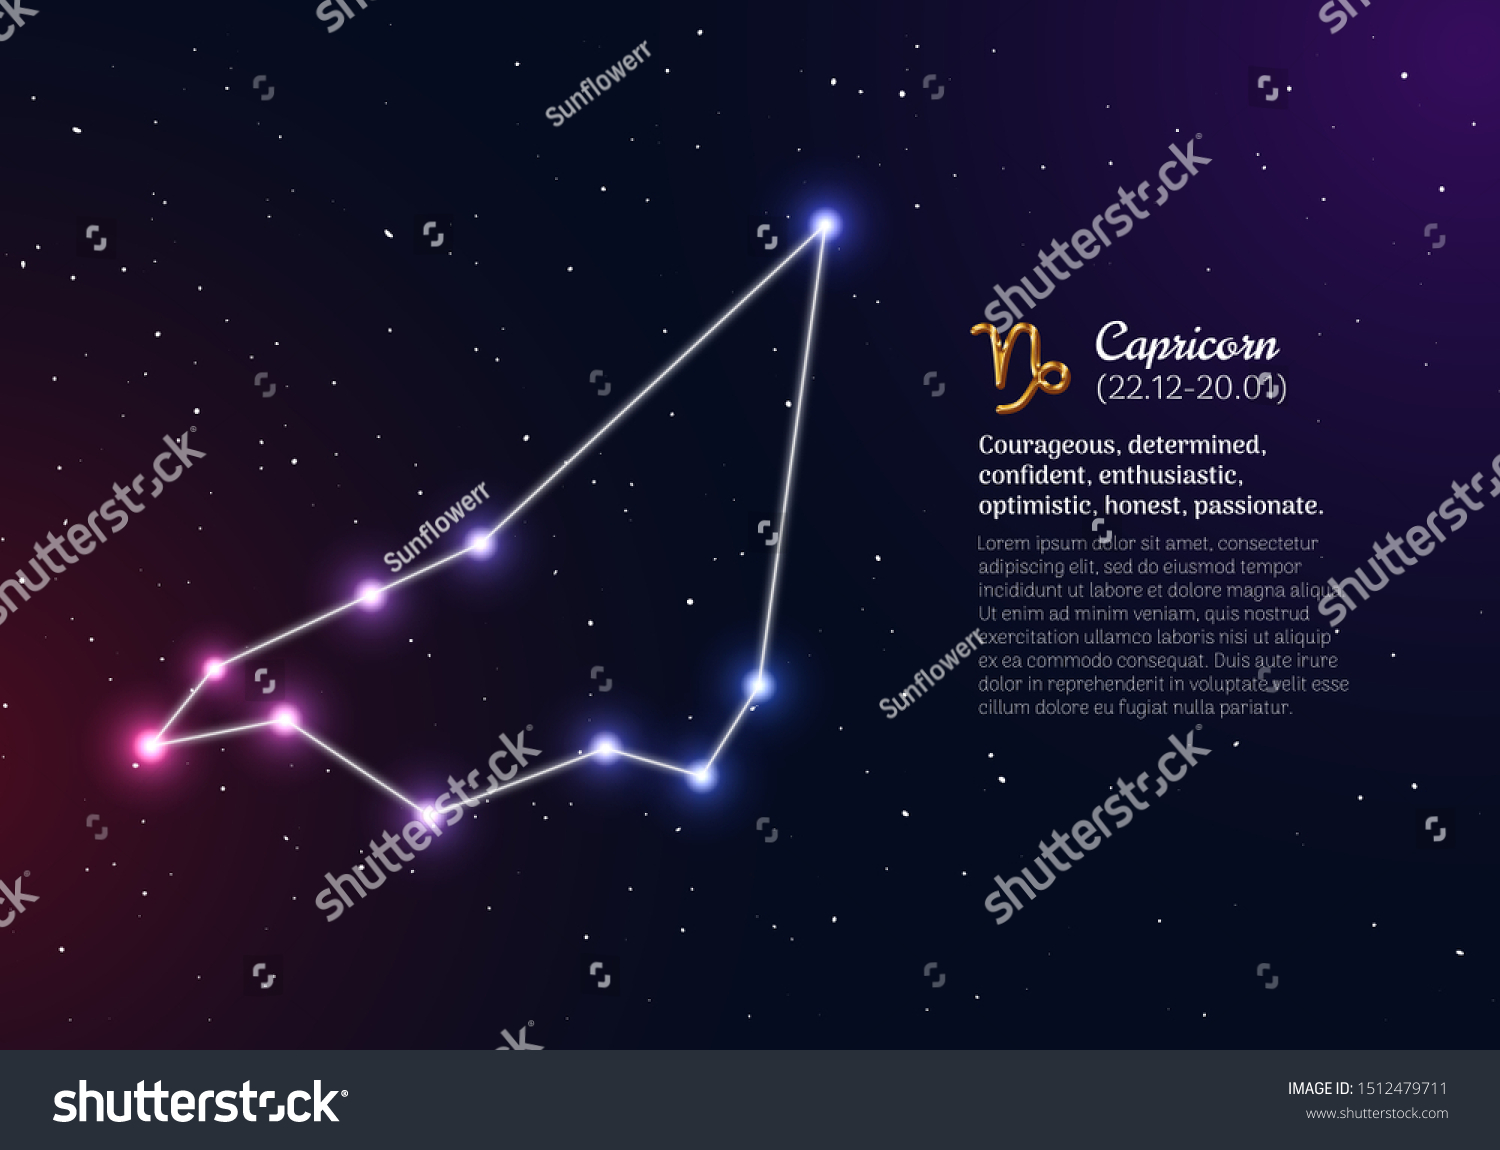 Sunflowerr
shutterstock
Capricorn
(22.12-20.01)
Courageous, determined,
confident, enthusiastic,
optimistic, honest, passionate.
Lorem ipsum dolor sit amet, consectetur
adipiscing elit, sed do eiusmod tempor
incididunt ut labore et dolore magna aliqua.
Ut enim ad minim veniam, quis nostrud
exercitation ullamco laboris nisi ut aliquip
ex ea commodo consequat. Duis aute irure
dolor in reprehenderit in voluptate velit esse
cillum dolore eu fugiat nulla pariatur.
shutterstock
Sunflowerr
shutterstock
Sunflowerr
shutterstock
shutterstock
shutterstock®
IMAGE ID: 1512479711
www.shutterstock.com